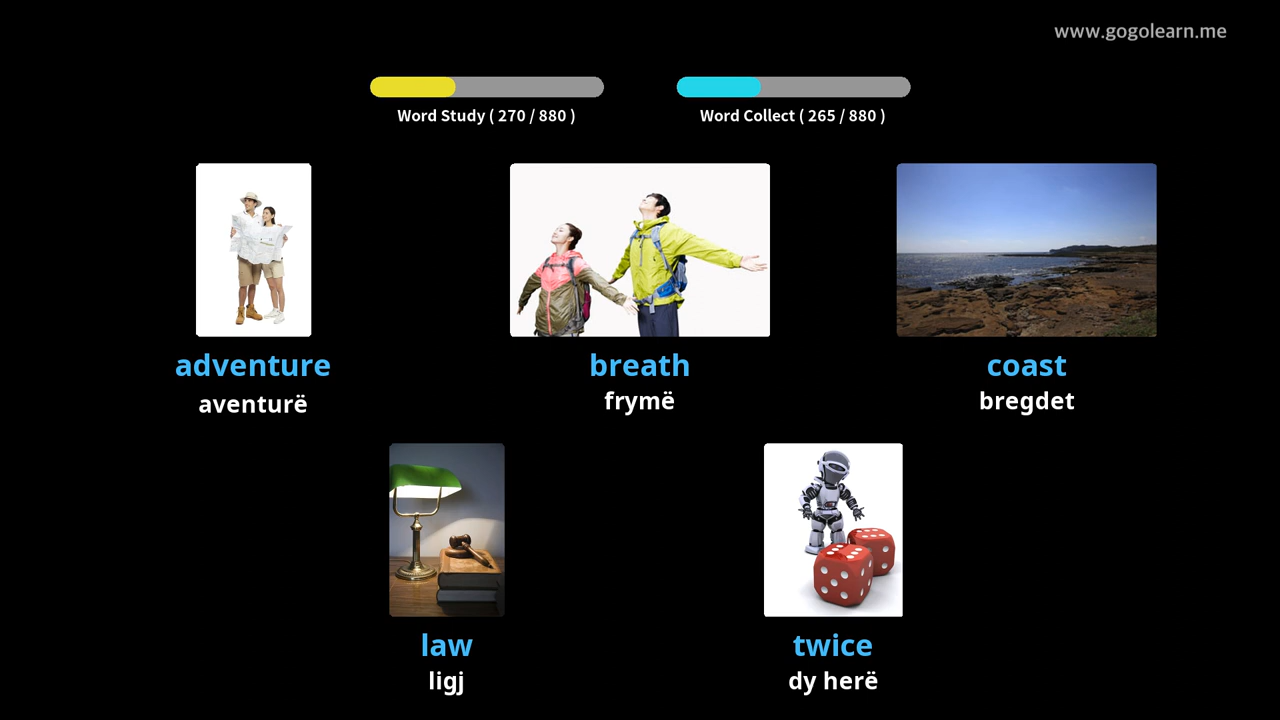 www.gogolearn.me
Word Study ( 270 / 880 )
Word Collect ( 265 / 880 )
adventure
aventurë
breath
frymë
coast
bregdet
law
ligj
twice
dy herë